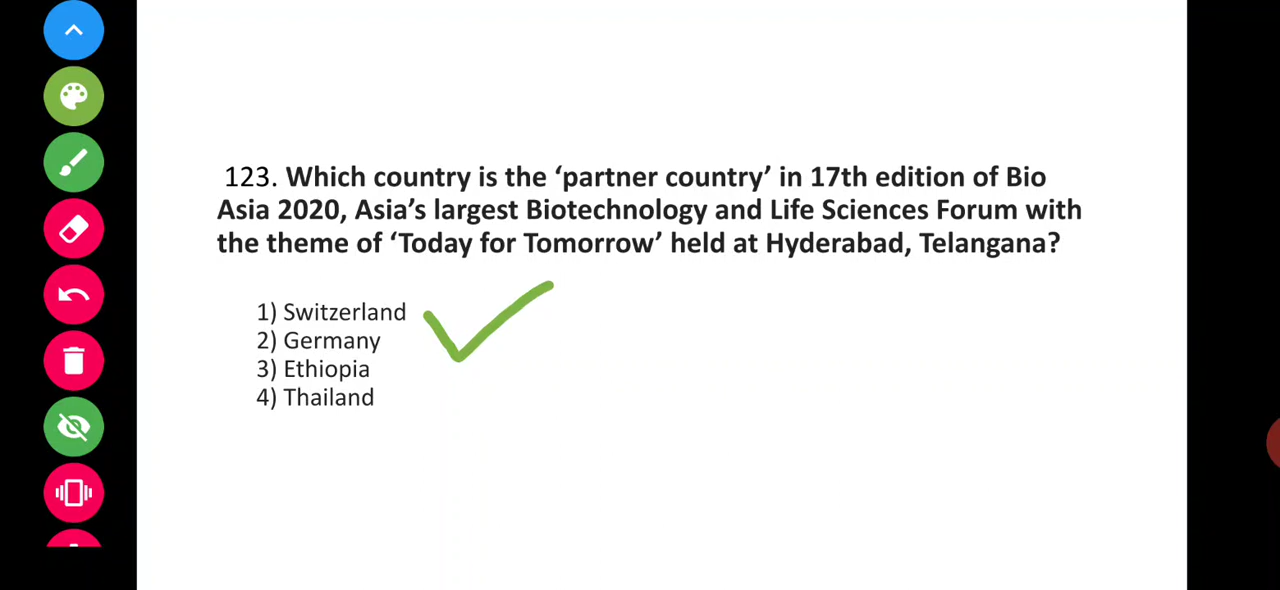 123. Which country is the ‘partner country’ in 17th edition of Bio
Asia 2020, Asia’s largest Biotechnology and Life Sciences Forum with
the theme of ‘Today for Tomorrow’ held at Hyderabad, Telangana?
1) Switzerland
2) Germany
3) Ethiopia
4) Thailand